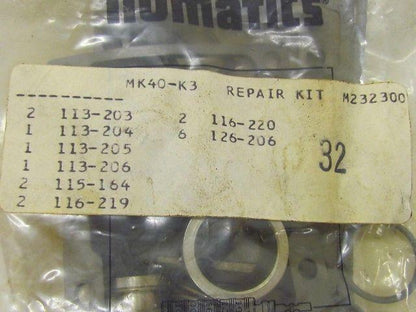 numatics
MK40-K3 REPAIR KIT M232300
----------
2 113-203 2 116-220
1 113-204 6 126-206
1 113-205
1 113-206
2 115-164
2 116-219
32